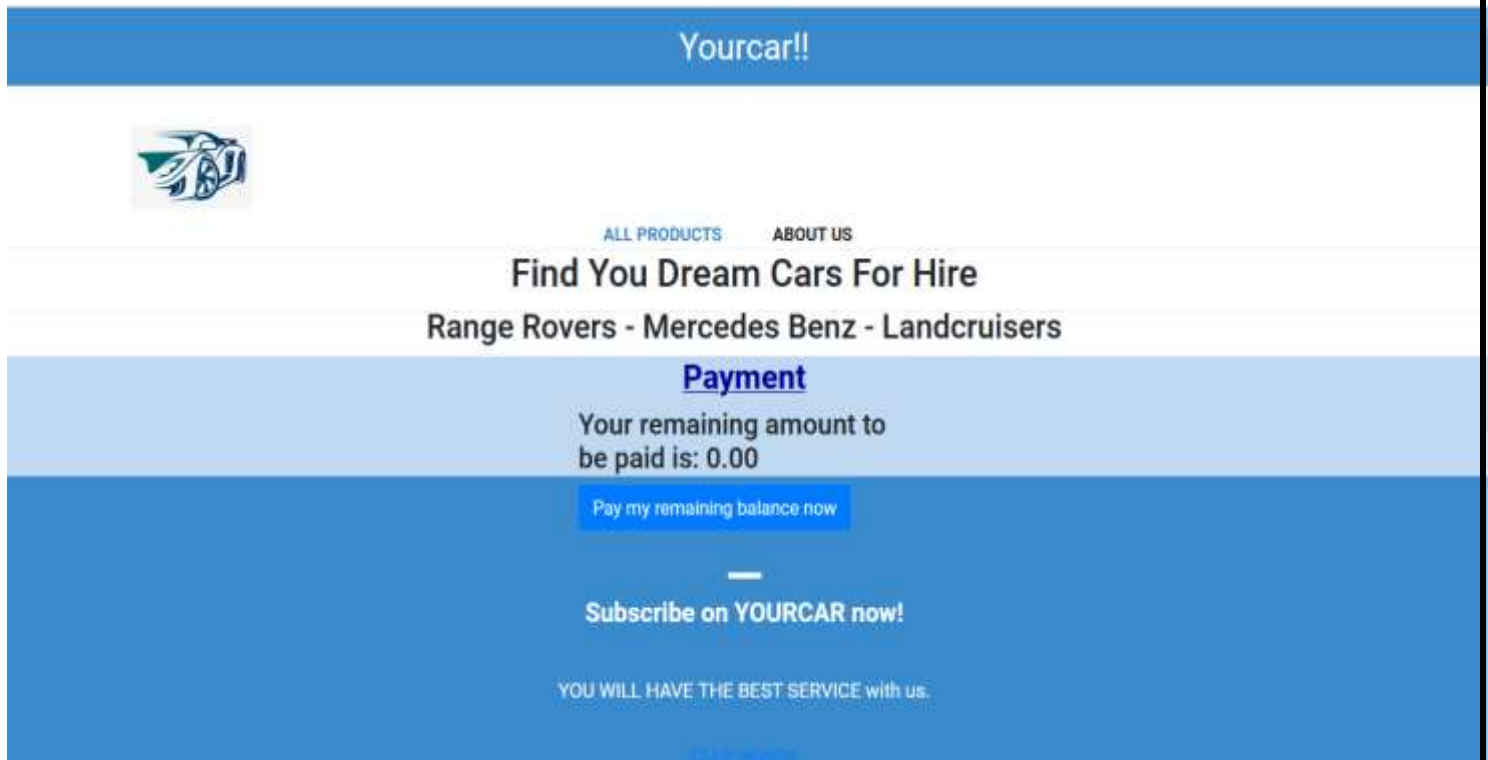 Yourcar!!
ALL PRODUCTS ABOUT US
Find You Dream Cars For Hire
Range Rovers - Mercedes Benz - Landcruisers
Payment
Your remaining amount to
be paid is: 0.00
Pay my remaining balance now
Subscribe on YOURCAR now!
YOU WILL HAVE THE BEST SERVICE with us.